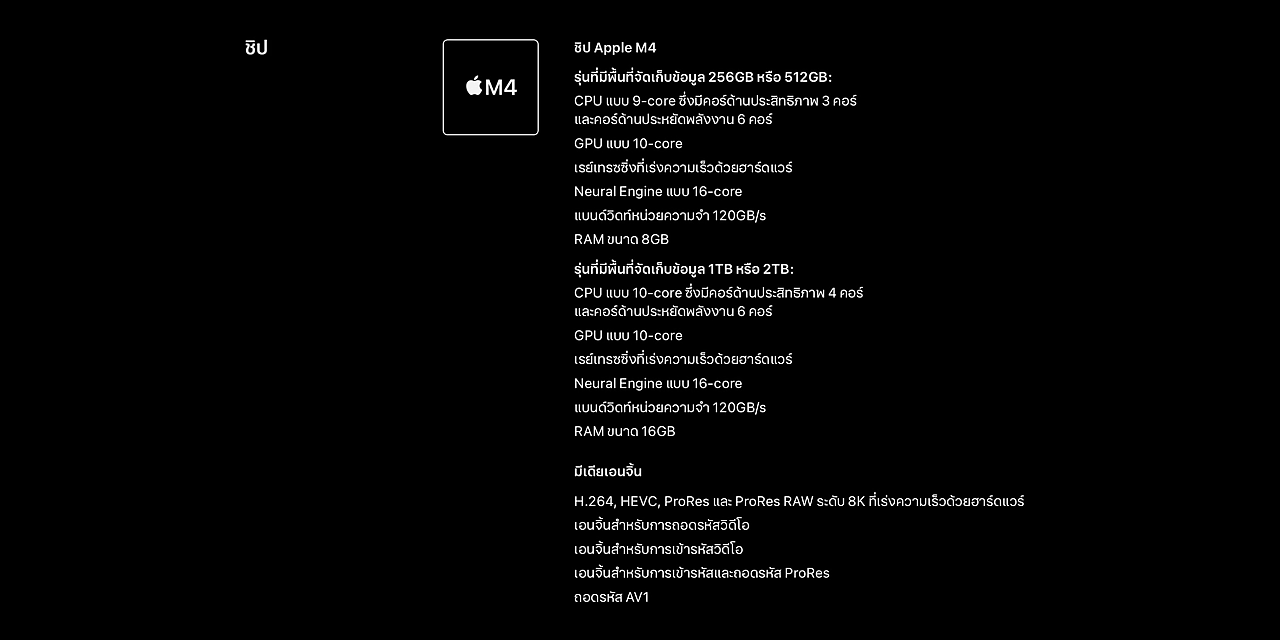 ชิป
M4
ชิป Apple M4
รุ่นที่มีพื้นที่จัดเก็บข้อมูล 256GB หรือ 512GB:
CPU แบบ 9-core ซึ่งมีคอร์ด้านประสิทธิภาพ 3 คอร์
และคอร์ด้านประหยัดพลังงาน 6 คอร์
GPU แบบ 10-core
เรย์เทรซซิ่งที่เร่งความเร็วด้วยฮาร์ดแวร์
Neural Engine แบบ 16-core
แบนด์วิดท์หน่วยความจำ 120GB/s
RAM ขนาด 8GB
รุ่นที่มีพื้นที่จัดเก็บข้อมูล 1TB หรือ 2TB:
CPU แบบ 10-core ซึ่งมีคอร์ด้านประสิทธิภาพ 4 คอร์
และคอร์ด้านประหยัดพลังงาน 6 คอร์
GPU แบบ 10-core
เรย์เทรซซิ่งที่เร่งความเร็วด้วยฮาร์ดแวร์
Neural Engine แบบ 16-core
แบนด์วิดท์หน่วยความจำ 120GB/s
RAM ขนาด 16GB
มีเดียเอนจิ้น
H.264, HEVC, ProRes และ ProRes RAW ระดับ 8K ที่เร่งความเร็วด้วยฮาร์ดแวร์
เอนจิ้นสำหรับการถอดรหัสวิดีโอ
เอนจิ้นสำหรับการเข้ารหัสวิดีโอ
เอนจิ้นสำหรับการเข้ารหัสและถอดรหัส ProRes
ถอดรหัส AV1